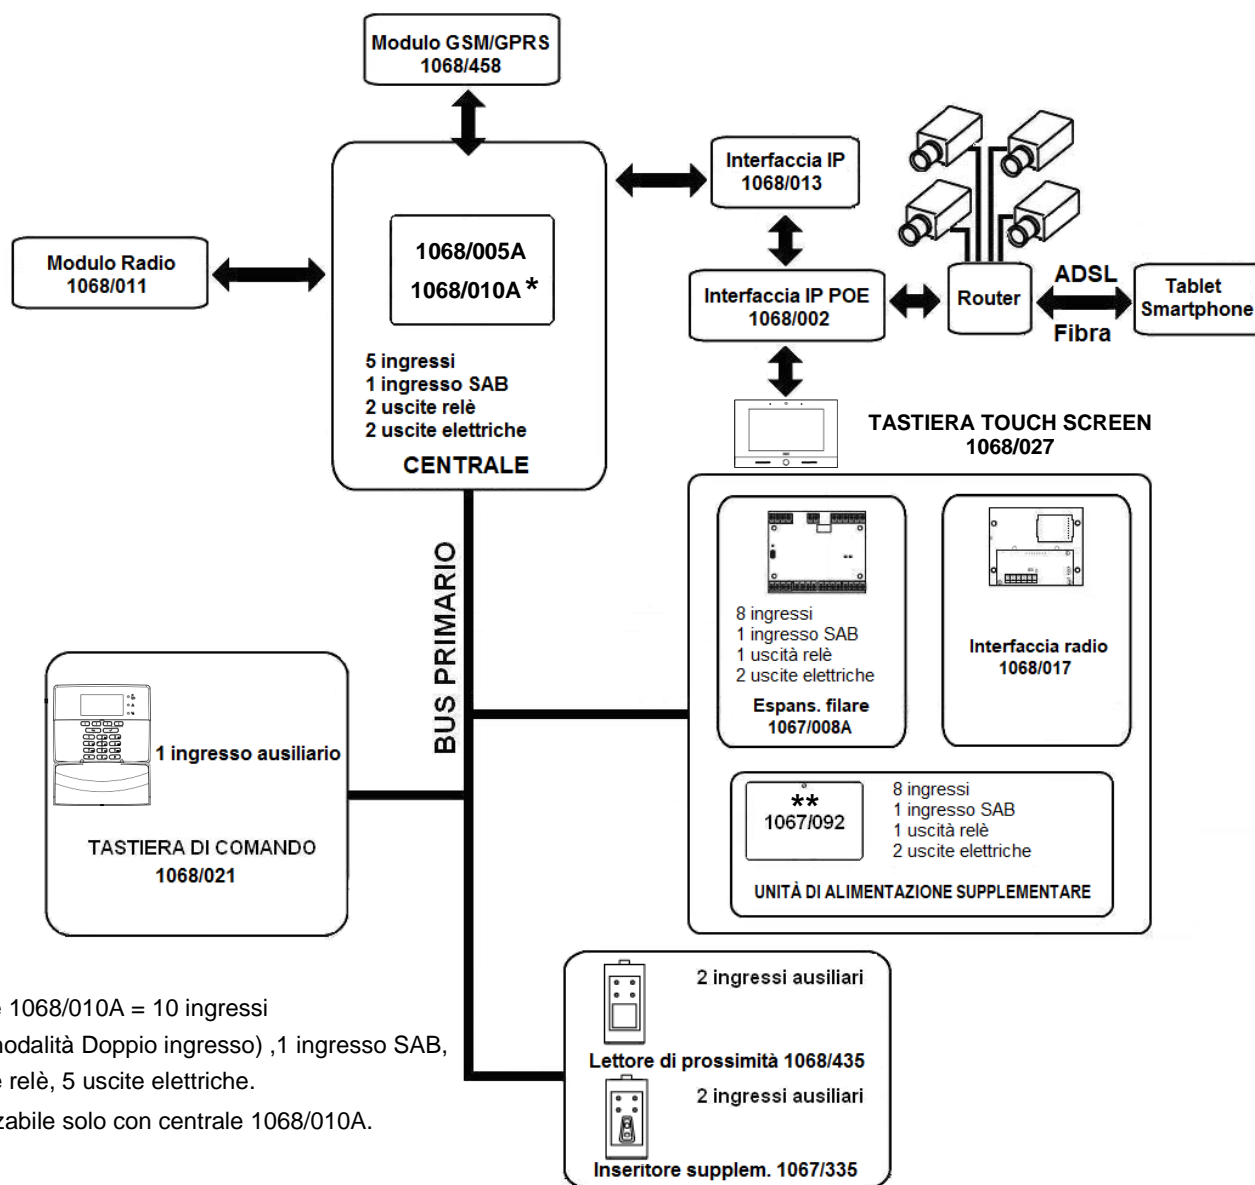 Modulo GSM/GPRS
1068/458
Interfaccia IP
1068/013
Modulo Radio
1068/011
1068/005A
1068/010A *
5 ingressi
1 ingresso SAB
2 uscite relè
2 uscite elettriche
CENTRALE
Interfaccia IP POE
1068/002
Router
ADSL
Fibra
Tablet
Smartphone
TASTIERA TOUCH SCREEN
1068/027
BUS PRIMARIO
8 ingressi
1 ingresso SAB
1 uscità relè
2 uscite elettriche
Espans. filare
1067/008A
Interfaccia radio
1068/017
**
1067/092
8 ingressi
1 ingresso SAB
1 uscità relè
2 uscite elettriche
UNITÀ DI ALIMENTAZIONE SUPPLEMENTARE
1 ingresso ausiliario
TASTIERA DI COMANDO
1068/021
2 ingressi ausiliari
Lettore di prossimità 1068/435
2 ingressi ausiliari
Inseritore supplem. 1067/335
e 1068/010A = 10 ingressi
nodalità Doppio ingresso) ,1 ingresso SAB,
e relè, 5 uscite elettriche.
zabile solo con centrale 1068/010A.